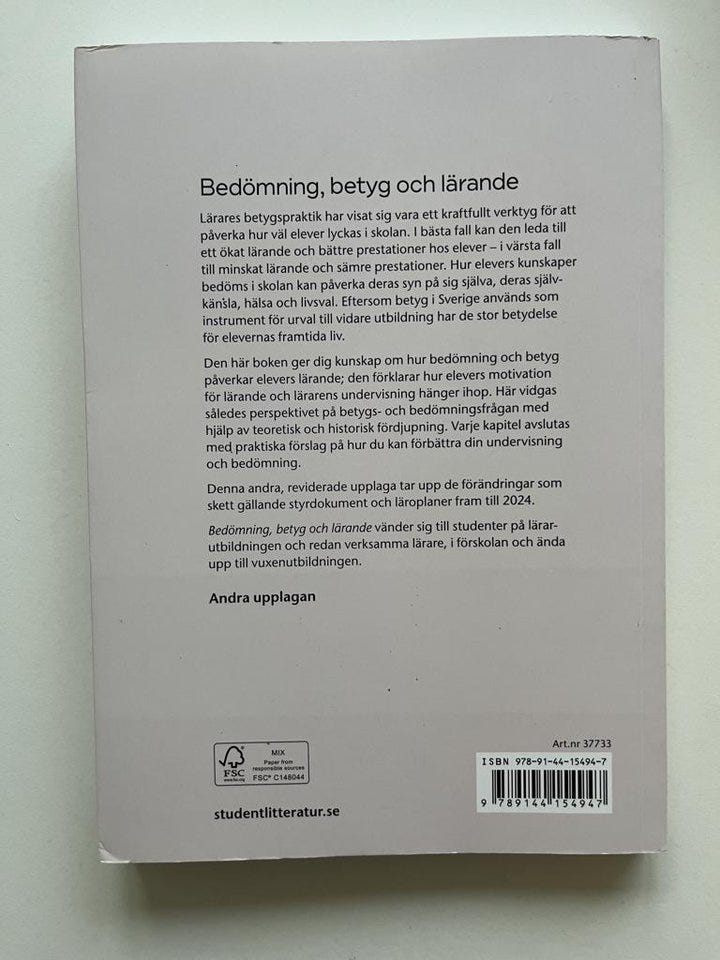 Bedömning, betyg och lärande
Lärares betygspraktik har visat sig vara ett kraftfullt verktyg för att
påverka hur väl elever lyckas i skolan. I bästa fall kan den leda till
ett ökat lärande och bättre prestationer hos elever – i värsta fall
till minskat lärande och sämre prestationer. Hur elevers kunskaper
bedöms i skolan kan påverka deras syn på sig själva, deras själv-
känsla, hälsa och livsval. Eftersom betyg i Sverige används som
instrument för urval till vidare utbildning har de stor betydelse
för elevernas framtida liv.
Den här boken ger dig kunskap om hur bedömning och betyg
påverkar elevers lärande; den förklarar hur elevers motivation
för lärande och lärarens undervisning hänger ihop. Här vidgas
således perspektivet på betygs- och bedömningsfrågan med
hjälp av teoretisk och historisk fördjupning. Varje kapitel avslutas
med praktiska förslag på hur du kan förbättra din undervisning
och bedömning.
Denna andra, reviderade upplaga tar upp de förändringar som
skett gällande styrdokument och läroplaner fram till 2024.
Bedömning, betyg och lärande vänder sig till studenter på lärar-
utbildningen och redan verksamma lärare, i förskolan och ända
upp till vuxenutbildningen.
Andra upplagan
FSC
www.fsc.org
MIX
Paper from
responsible sources
FSC® C148044
studentlitteratur.se
Art.nr 37733
ISBN 978-91-44-15494-7
9 789144 154947